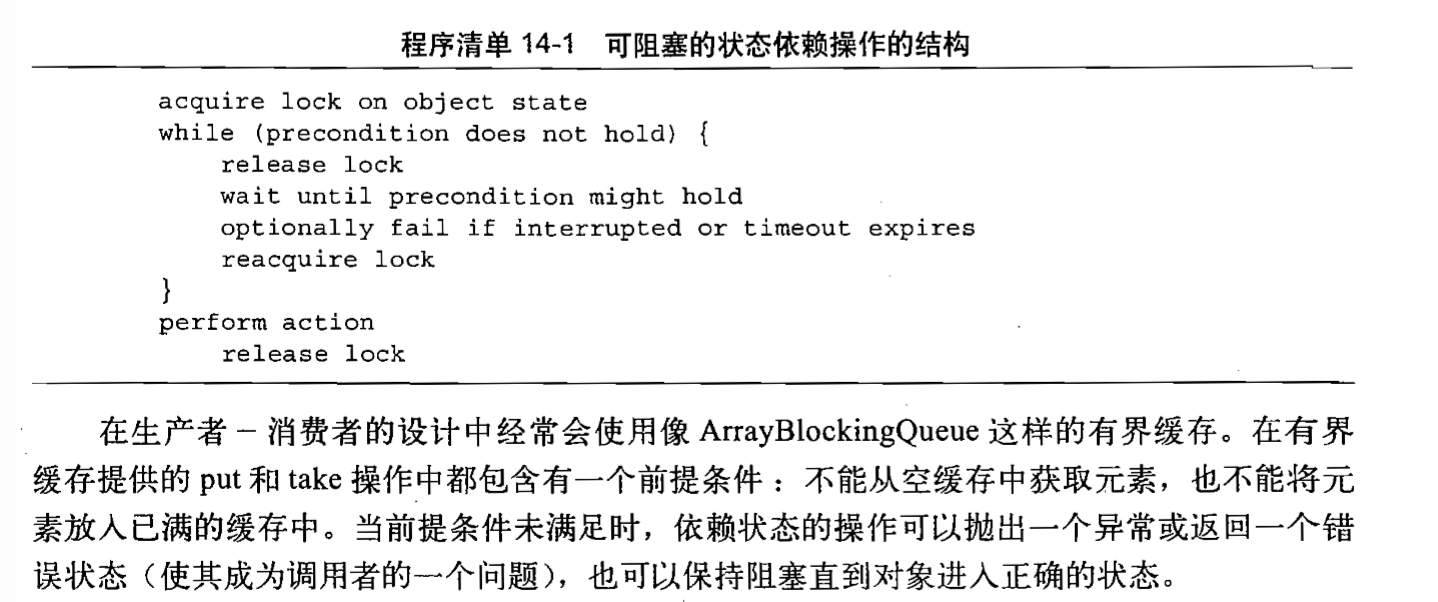 程序清单 14-1 可阻塞的状态依赖操作的结构
acquire lock on object state
while (precondition does not hold) {
    release lock
    wait until precondition might hold
    optionally fail if interrupted or timeout expires
    reacquire lock
}
perform action
    release lock
在生产者－消费者的设计中经常会使用像 ArrayBlockingQueue 这样的有界缓存。在有界
缓存提供的 put 和 take 操作中都包含有一个前提条件：不能从空缓存中获取元素，也不能将元
素放入已满的缓存中。当前提条件未满足时，依赖状态的操作可以抛出一个异常或返回一个错
误状态（使其成为调用者的一个问题），也可以保持阻塞直到对象进入正确的状态。